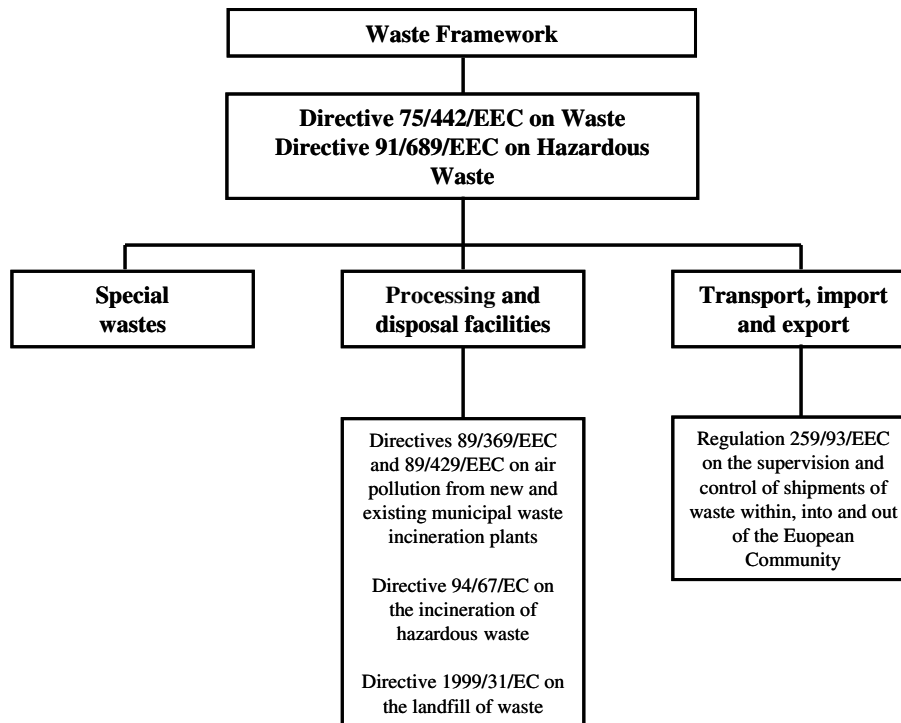 Waste Framework
Directive 75/442/EEC on Waste
Directive 91/689/EEC on Hazardous
Waste
Special
wastes
Processing and
disposal facilities
Transport, import
and export
Directives 89/369/EEC
and 89/429/EEC on air
pollution from new and
existing municipal waste
incineration plants
Directive 94/67/EC on
the incineration of
hazardous waste
Directive 1999/31/EC on
the landfill of waste
Regulation 259/93/EEC
on the supervision and
control of shipments of
waste within, into and out
of the Euopean
Community